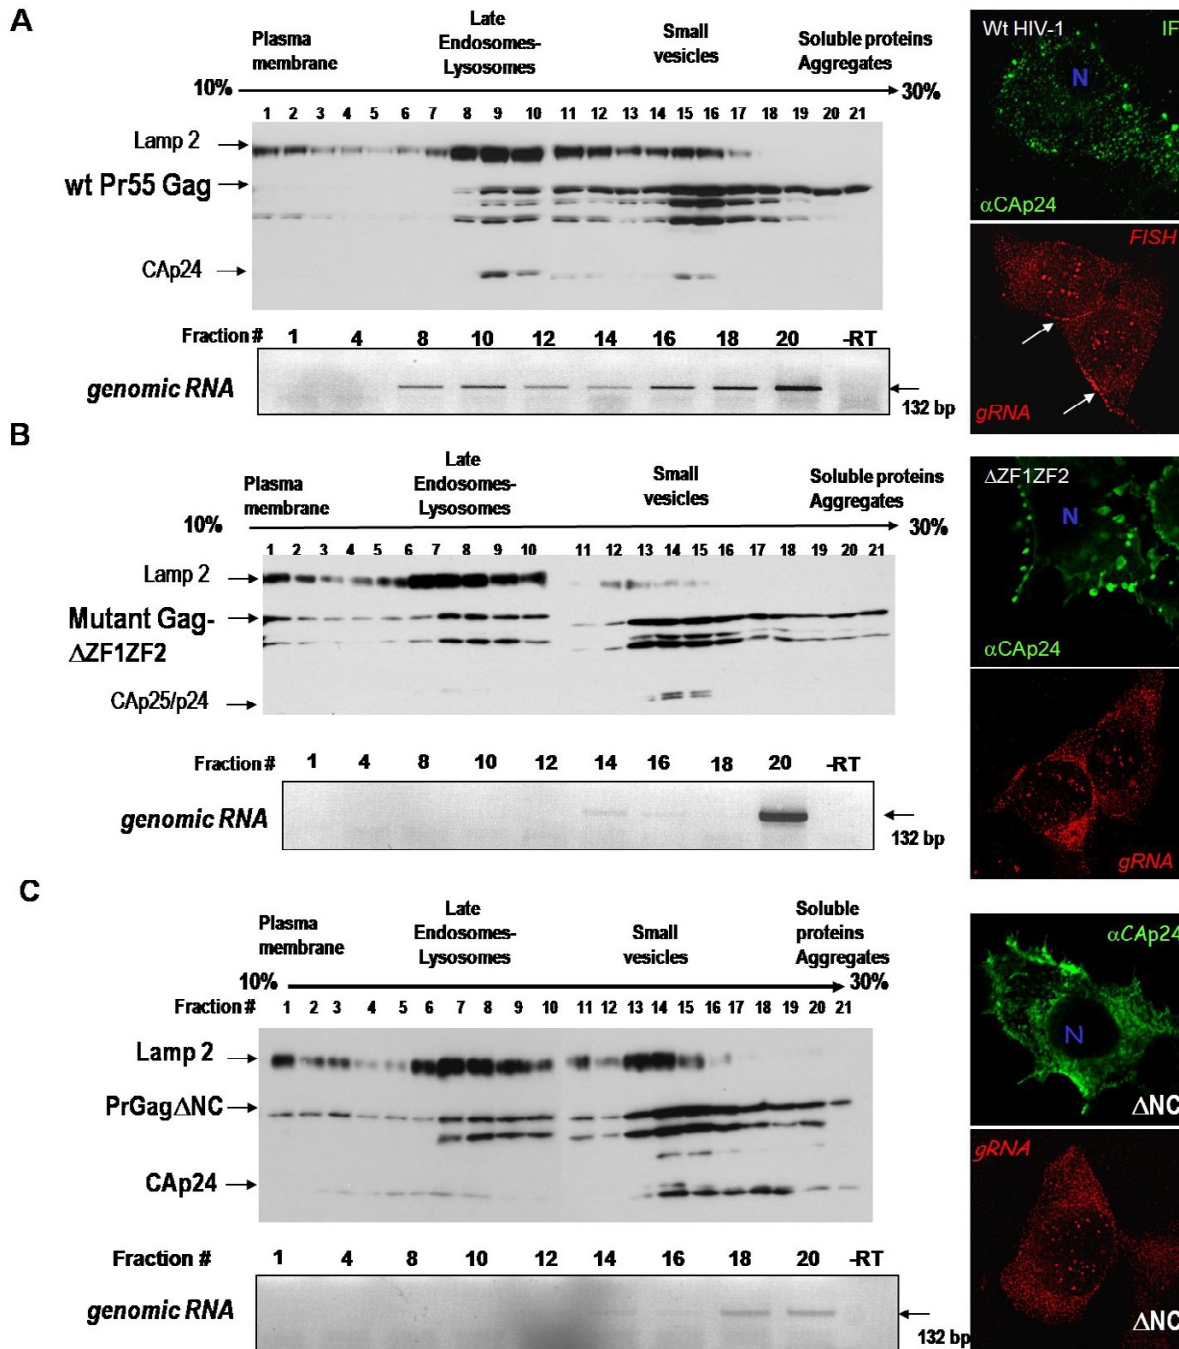 A
Late
Endosomes-
Lysosomes
Plasma
membrane
Small
vesicles
Soluble proteins
Aggregates
10%
30%
1 2 3 4 5 6 7 8 9 10 11 12 13 14 15 16 17 18 19 20 21
Lamp 2
wt Pr55 Gag
CAp24
Fraction # 1 4 8 10 12 14 16 18 20 -RT
genomic RNA
132 bp
Wt HIV-1 IF
N
αCAp24
FISH
gRNA
B
Late
Endosomes-
Lysosomes
Plasma
membrane
Small
vesicles
Soluble proteins
Aggregates
10%
30%
1 2 3 4 5 6 7 8 9 10 11 12 13 14 15 16 17 18 19 20 21
Lamp 2
Mutant Gag-
ΔZF1ZF2
CAp25/p24
Fraction # 1 4 8 10 12 14 16 18 20 -RT
genomic RNA
132 bp
ΔZF1ZF2
N
αCAp24
gRNA
C
Plasma
membrane
Late
Endosomes-
Lysosomes
Small
vesicles
Soluble
proteins
Aggregates
10%
30%
Fraction # 1 2 3 4 5 6 7 8 9 10 11 12 13 14 15 16 17 18 19 20 21
Lamp 2
PrGagΔNC
CAp24
Fraction # 1 4 8 10 12 14 16 18 20 -RT
genomic RNA
132 bp
αCAp24
N
ΔNC
gRNA
ΔNC